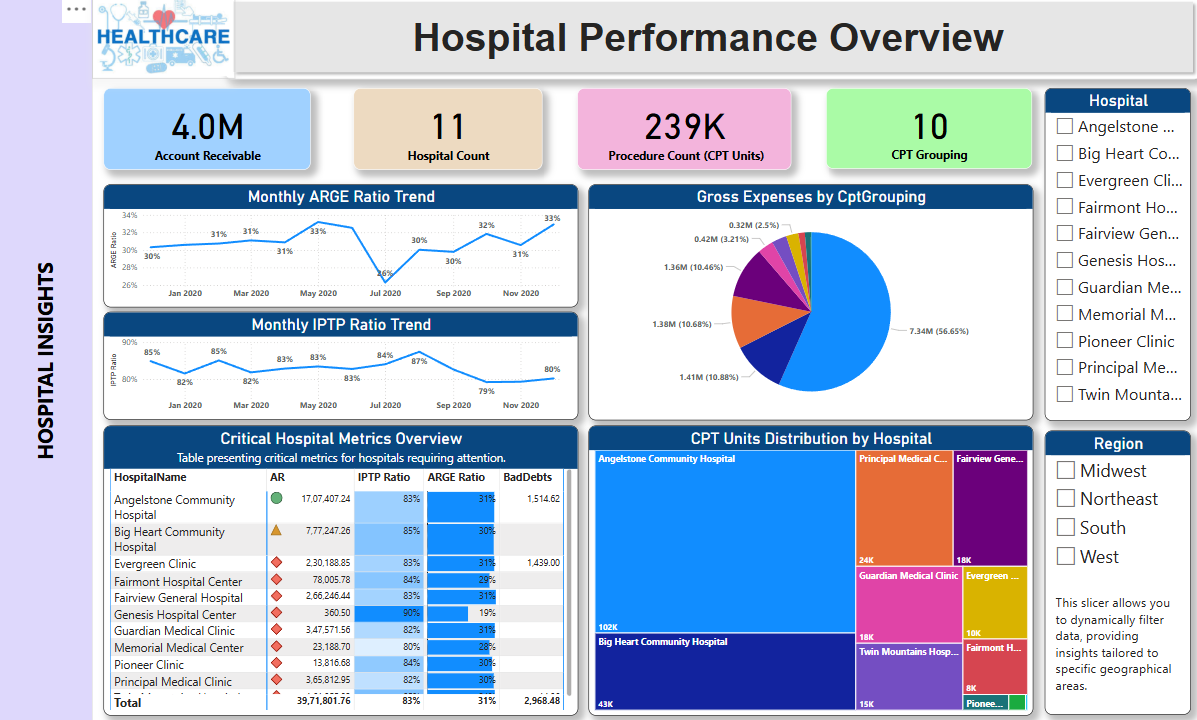 ...
HEALTHCARE
Hospital Performance Overview
HOSPITAL INSIGHTS
4.0M
Account Receivable
11
Hospital Count
239K
Procedure Count (CPT Units)
10
CPT Grouping
Monthly ARGE Ratio Trend
ARGE Ratio
34%
32%
30%
28%
26%
30%
31%
31%
31%
33%
26%
30%
30%
32%
31%
33%
Jan 2020
Mar 2020
May 2020
Jul 2020
Sep 2020
Nov 2020
Monthly IPTP Ratio Trend
IPTP Ratio
90%
80%
85%
82%
85%
82%
83%
83%
83%
84%
87%
79%
80%
Jan 2020
Mar 2020
May 2020
Jul 2020
Sep 2020
Nov 2020
Gross Expenses by CptGrouping
0.32M (2.5%)
0.42M (3.21%)
1.36M (10.46%)
1.38M (10.68%)
1.41M (10.88%)
7.34M (56.65%)
Critical Hospital Metrics Overview
Table presenting critical metrics for hospitals requiring attention.
HospitalName AR IPTP Ratio ARGE Ratio BadDebts
Angelstone Community 17,07,407.24 83% 31% 1,514.62
Hospital
Big Heart Community 7,77,247.26 85% 30%
Hospital
Evergreen Clinic 2,30,188.85 83% 31% 1,439.00
Fairmont Hospital Center 78,005.78 84% 29%
Fairview General Hospital 2,66,246.44 83% 31%
Genesis Hospital Center 360.50 90% 19%
Guardian Medical Clinic 3,47,571.56 82% 31%
Memorial Medical Center 23,188.70 80% 28%
Pioneer Clinic 13,816.68 84% 30%
Principal Medical Clinic 3,65,812.95 82% 30%
Total 39,71,801.76 83% 31% 2,968.48
CPT Units Distribution by Hospital
Angelstone Community Hospital
102K
Big Heart Community Hospital
43K
Principal Medical C...
24K
Fairview Gene...
18K
Guardian Medical Clinic
18K
Evergreen ...
10K
Twin Mountains Hosp...
15K
Fairmont H...
8K
Pionee...
Hospital
Angelstone ...
Big Heart Co...
Evergreen Cli...
Fairmont Ho...
Fairview Gen...
Genesis Hos...
Guardian Me...
Memorial M...
Pioneer Clinic
Principal Me...
Twin Mounta...
Region
Midwest
Northeast
South
West
This slicer allows you
to dynamically filter
data, providing
insights tailored to
specific geographical
areas.